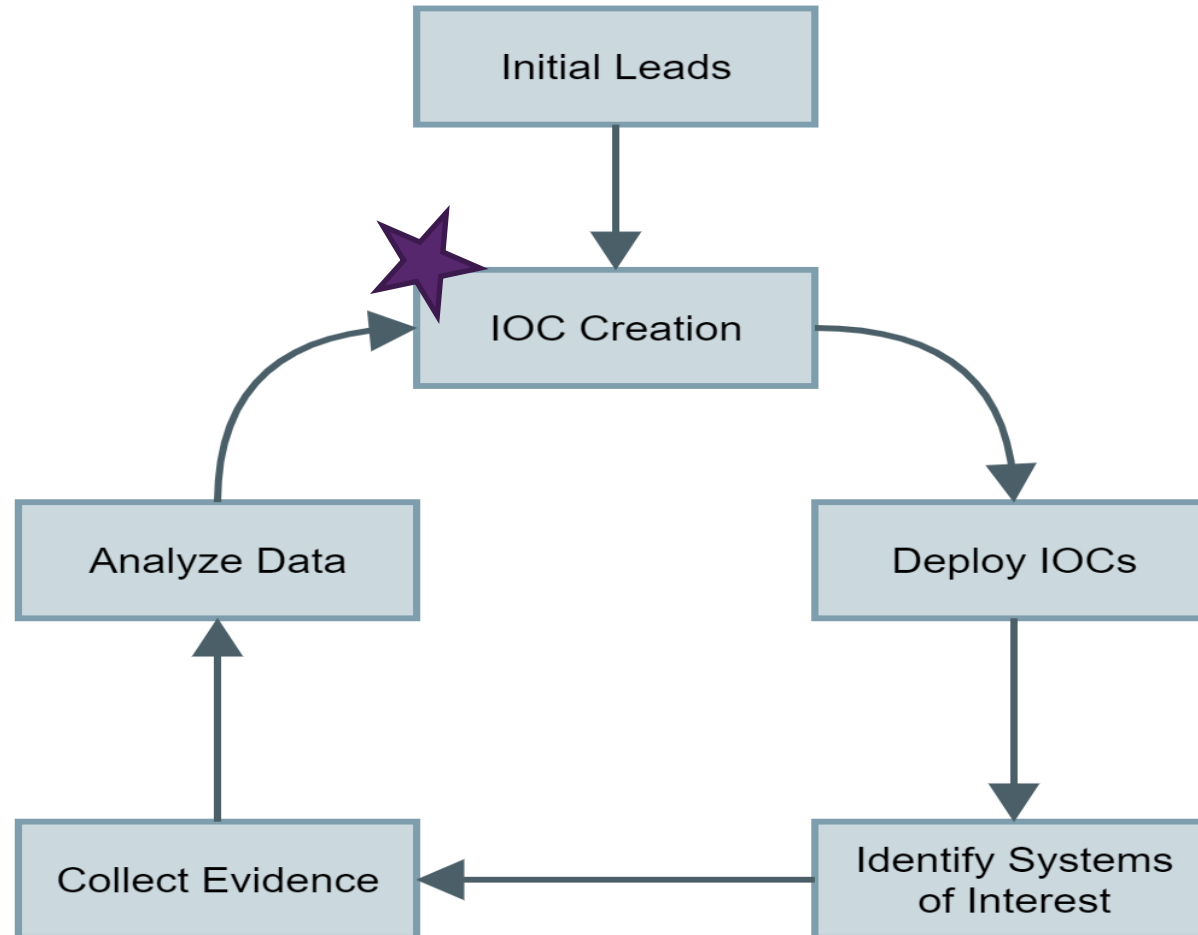 Initial Leads
IOC Creation
Analyze Data
Deploy IOCs
Collect Evidence
Identify Systems
of Interest